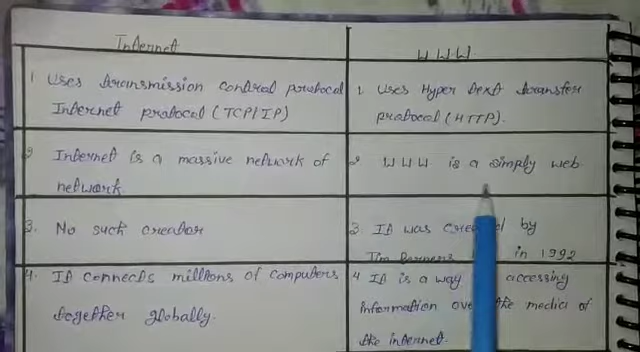 Internet
WWW
1. Uses transmission control protocol
Internet protocol (TCP/IP)
1. Uses Hyper Text transfer
protocol (HTTP).
2 Internet is a massive network of
network.
2 WWW is a simply web
3. No such creator
3 It was by
Tim in 1992
4. It connects millions of computers
together globally.
4 It is a way accessing
information over the media of
the internet.